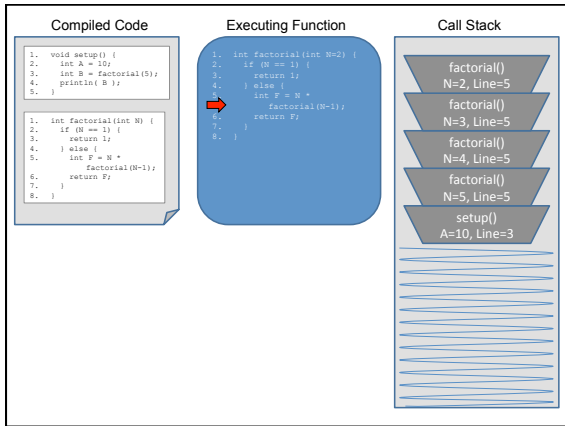 Compiled Code
1. void setup() {
2. int A = 10;
3. int B = factorial(5);
4. println( B );
5. }
1. int factorial(int N) {
2. if (N == 1) {
3. return 1;
4. } else {
5. int F = N *
factorial(N-1);
6. return F;
7. }
8. }
Executing Function
1. int factorial(int N=2) {
2. if (N == 1) {
3. return 1;
4. } else {
5. int F = N *
factorial(N-1);
6. return F;
7. }
8. }
Call Stack
factorial()
N=2, Line=5
factorial()
N=3, Line=5
factorial()
N=4, Line=5
factorial()
N=5, Line=5
setup()
A=10, Line=3